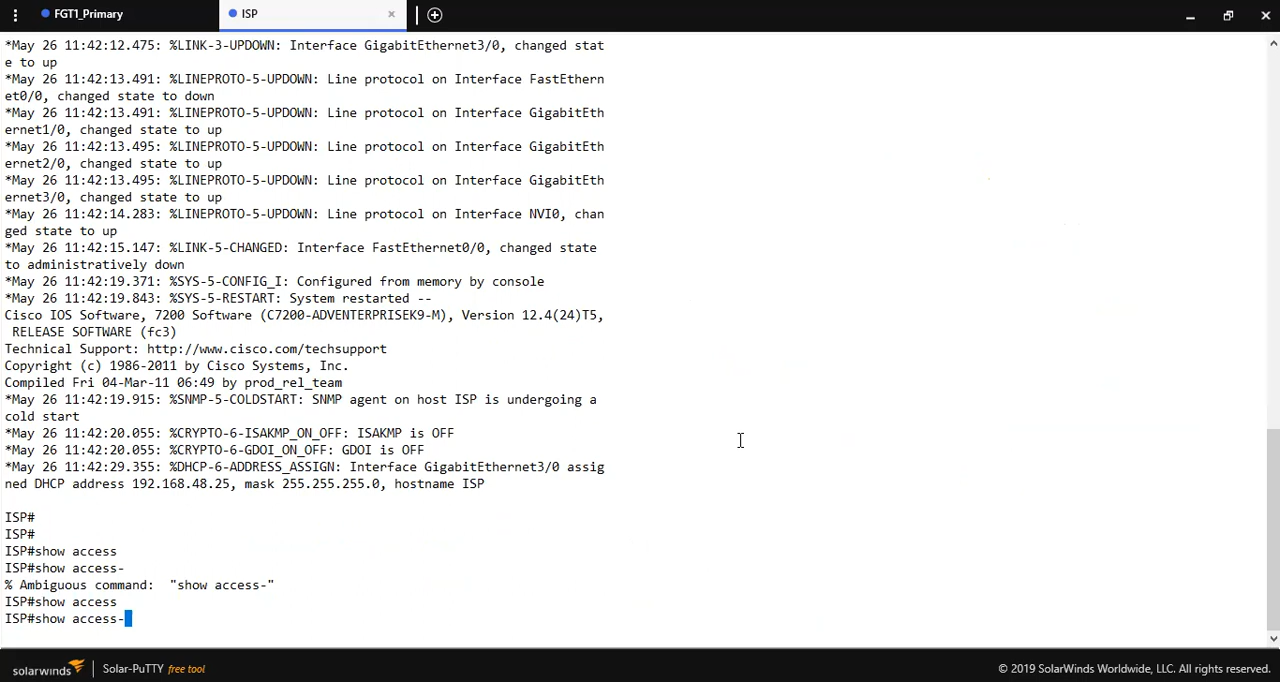 FGT1_Primary
ISP
*May 26 11:42:12.475: %LINK-3-UPDOWN: Interface GigabitEthernet3/0, changed stat
e to up
*May 26 11:42:13.491: %LINEPROTO-5-UPDOWN: Line protocol on Interface FastEthern
et0/0, changed state to down
*May 26 11:42:13.491: %LINEPROTO-5-UPDOWN: Line protocol on Interface GigabitEth
ernet1/0, changed state to up
*May 26 11:42:13.495: %LINEPROTO-5-UPDOWN: Line protocol on Interface GigabitEth
ernet2/0, changed state to up
*May 26 11:42:13.495: %LINEPROTO-5-UPDOWN: Line protocol on Interface GigabitEth
ernet3/0, changed state to up
*May 26 11:42:14.283: %LINEPROTO-5-UPDOWN: Line protocol on Interface NVI0, chan
ged state to up
*May 26 11:42:15.147: %LINK-5-CHANGED: Interface FastEthernet0/0, changed state
to administratively down
*May 26 11:42:19.371: %SYS-5-CONFIG_I: Configured from memory by console
*May 26 11:42:19.843: %SYS-5-RESTART: System restarted --
Cisco IOS Software, 7200 Software (C7200-ADVENTERPRISEK9-M), Version 12.4(24)T5,
RELEASE SOFTWARE (fc3)
Technical Support: http://www.cisco.com/techsupport
Copyright (c) 1986-2011 by Cisco Systems, Inc.
Compiled Fri 04-Mar-11 06:49 by prod_rel_team
*May 26 11:42:19.915: %SNMP-5-COLDSTART: SNMP agent on host ISP is undergoing a
cold start
*May 26 11:42:20.055: %CRYPTO-6-ISAKMP_ON_OFF: ISAKMP is OFF
*May 26 11:42:20.055: %CRYPTO-6-GDOI_ON_OFF: GDOI is OFF
*May 26 11:42:29.355: %DHCP-6-ADDRESS_ASSIGN: Interface GigabitEthernet3/0 assig
ned DHCP address 192.168.48.25, mask 255.255.255.0, hostname ISP
ISP#
ISP#
ISP#show access
ISP#show access-
% Ambiguous command:  "show access-"
ISP#show access
ISP#show access-
solarwinds Solar-PuTTY free tool
© 2019 SolarWinds Worldwide, LLC. All rights reserved.